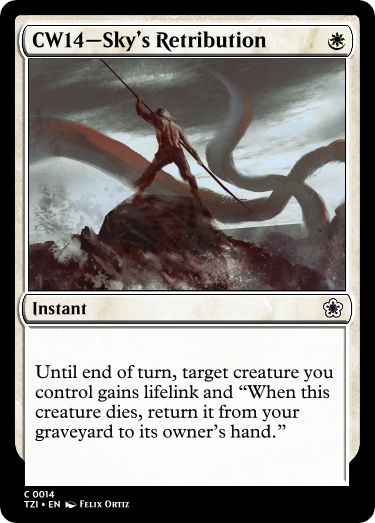 CW14—Sky's Retribution
Instant
Until end of turn, target creature you
control gains lifelink and “When this
creature dies, return it from your
graveyard to its owner's hand.”
C 0014
TZI • EN Felix Ortiz